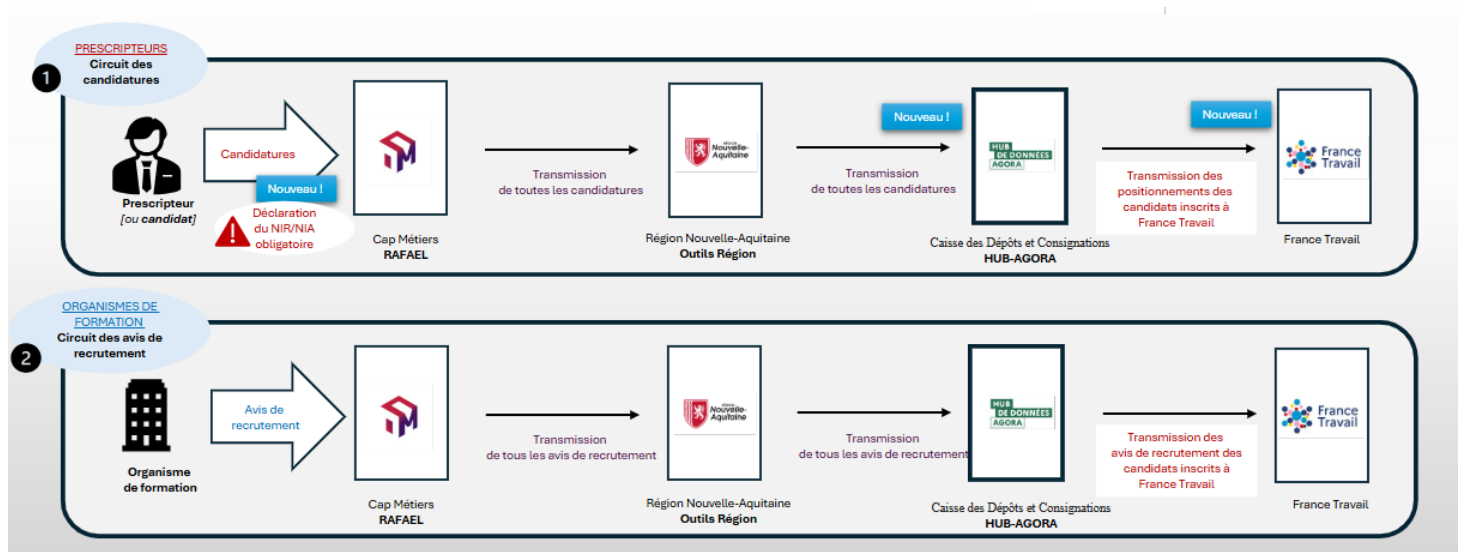 PRESCRIPTEURS
Circuit des
candidatures
1
Prescripteur
[ou candidat]
Candidatures
Nouveau !
Déclaration
du NIR/NIA
obligatoire
Cap Métiers
RAFAEL
Transmission
de toutes les candidatures
RÉGION
Nouvelle-
Aquitaine
Région Nouvelle-Aquitaine
Outils Région
Transmission
de toutes les candidatures
Nouveau !
HUB
DE DONNÉES
AGORA
Caisse des Dépôts et Consignations
HUB-AGORA
Transmission des
positionnements des
candidats inscrits à
France Travail
Nouveau !
France
Travail
France Travail
ORGANISMES DE
FORMATION
Circuit des avis de
recrutement
2
Organisme
de formation
Avis de
recrutement
Cap Métiers
RAFAEL
Transmission
de tous les avis de recrutement
RÉGION
Nouvelle-
Aquitaine
Région Nouvelle-Aquitaine
Outils Région
Transmission
de tous les avis de recrutement
HUB
DE DONNÉES
AGORA
Caisse des Dépôts et Consignations
HUB-AGORA
Transmission des
avis de recrutement des
candidats inscrits à
France Travail
France
Travail
France Travail